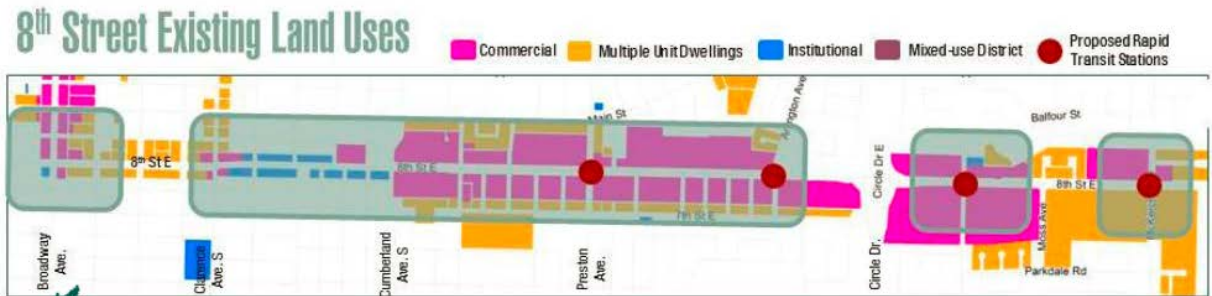 8th Street Existing Land Uses
Commercial
Multiple Unit Dwellings
Institutional
Mixed-use District
Proposed Rapid
Transit Stations
Main St
Arlington Ave
Balfour St
8th St E
8th St E
Circle Dr E
8th St E
7th St E
Moss Ave
McKerch
Broadway
Ave.
Clarence
Ave. S
Cumberland
Ave. S
Preston
Ave.
Circle Dr.
Parkdale Rd